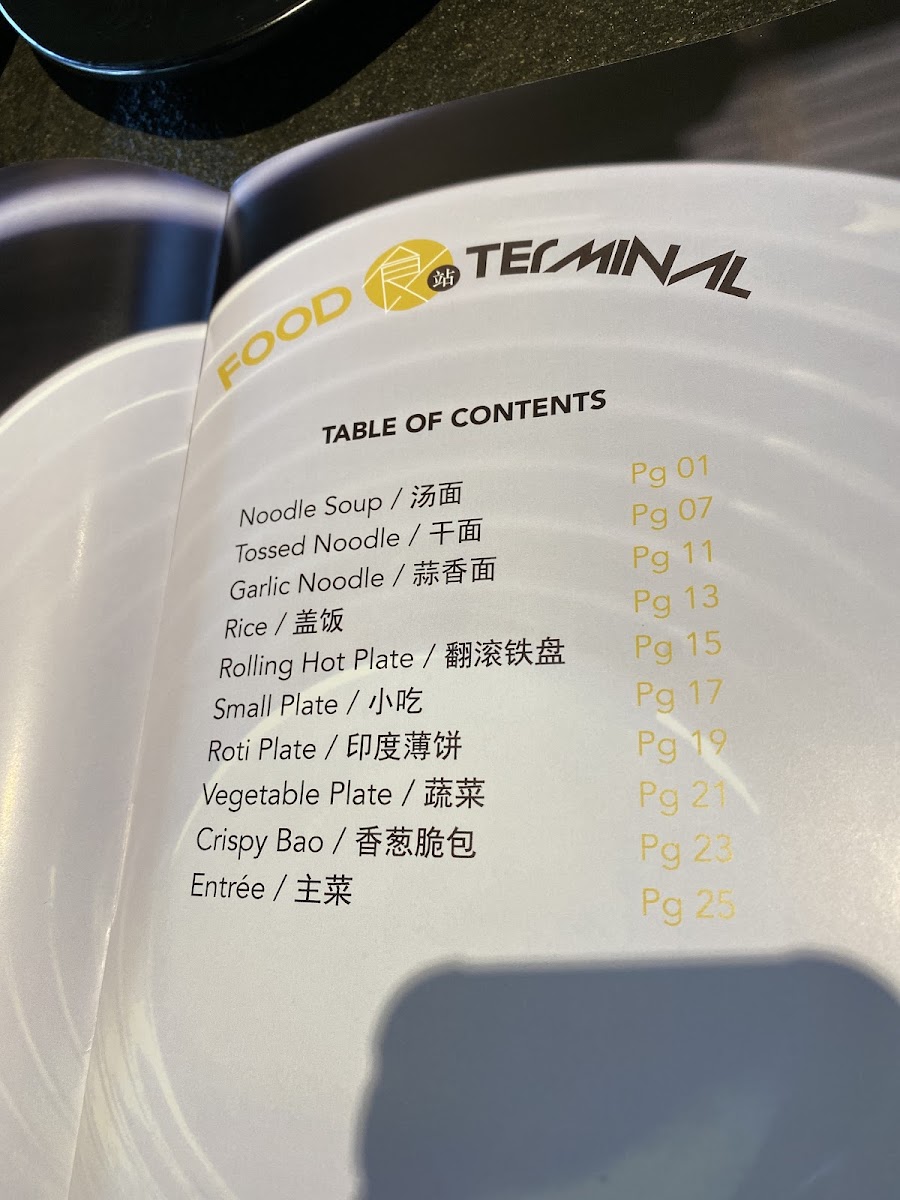 FOOD 食站 TERMINAL
TABLE OF CONTENTS
Noodle Soup / 汤面 Pg 01
Tossed Noodle / 干面 Pg 07
Garlic Noodle / 蒜香面 Pg 11
Rice / 盖饭 Pg 13
Rolling Hot Plate / 翻滚铁盘 Pg 15
Small Plate / 小吃 Pg 17
Roti Plate / 印度薄饼 Pg 19
Vegetable Plate / 蔬菜 Pg 21
Crispy Bao / 香葱脆包 Pg 23
Entrée / 主菜 Pg 25